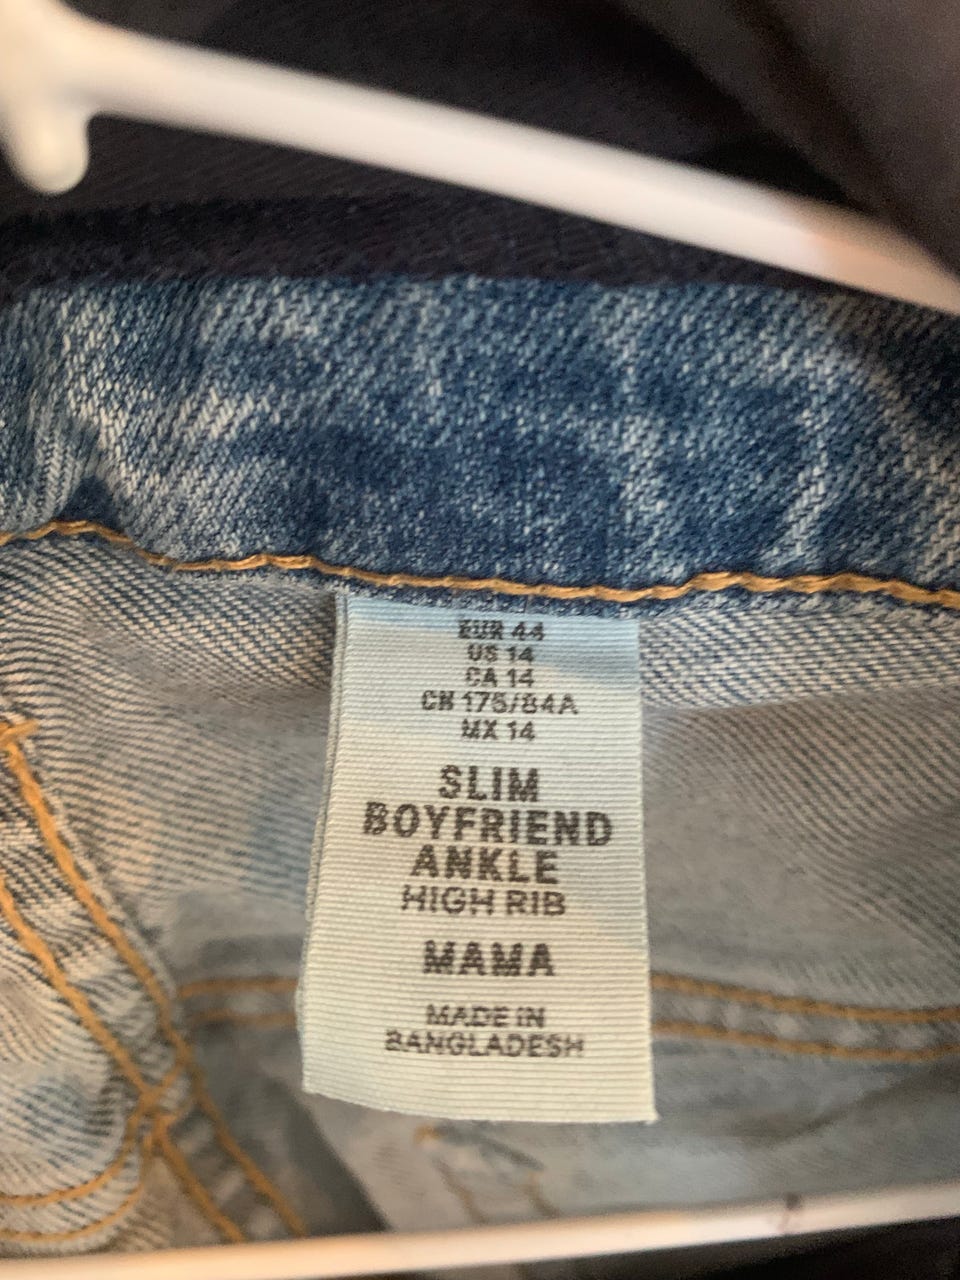 EUR 44
US 14
CA 14
CN 175/84A
MX 14
SLIM
BOYFRIEND
ANKLE
HIGH RIB
MAMA
MADE IN
BANGLADESH